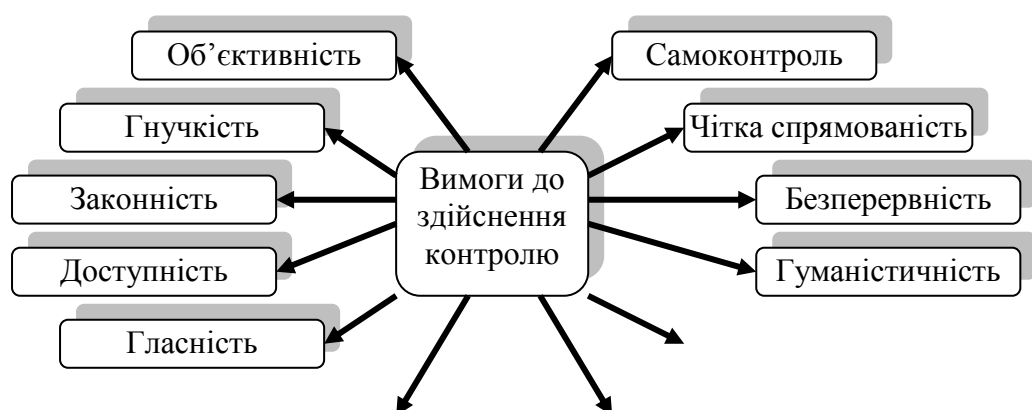 Об’єктивність
Самоконтроль
Гнучкість
Чітка спрямованість
Вимоги до
здійснення
контролю
Законність
Безперервність
Доступність
Гуманістичність
Гласність